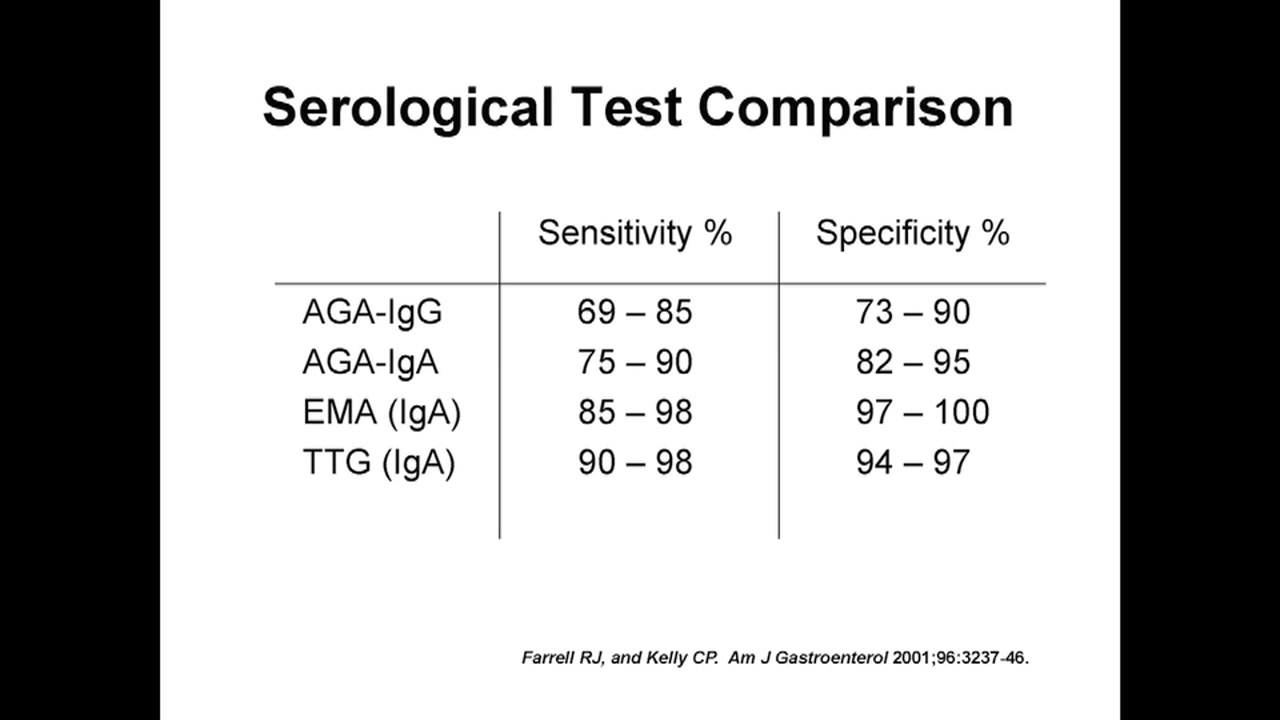 Serological Test Comparison
Sensitivity % Specificity %
AGA-IgG 69 – 85 73 – 90
AGA-IgA 75 – 90 82 – 95
EMA (IgA) 85 – 98 97 – 100
TTG (IgA) 90 – 98 94 – 97
Farrell RJ, and Kelly CP. Am J Gastroenterol 2001;96:3237-46.